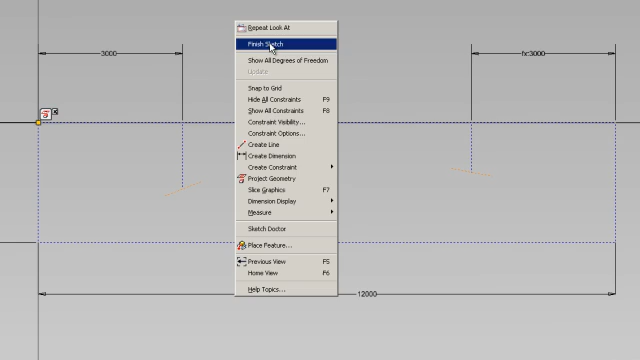 Repeat Look At
Finish Sketch
3000
fx:3000
Show All Degrees of Freedom
Update
Snap to Grid
Hide All Constraints F9
Show All Constraints F8
Constraint Visibility...
Constraint Options...
Create Line
Create Dimension
Create Constraint
Project Geometry
Slice Graphics F7
Dimension Display
Measure
Sketch Doctor
Place Feature...
Previous View F5
Home View F6
Help Topics...
12000